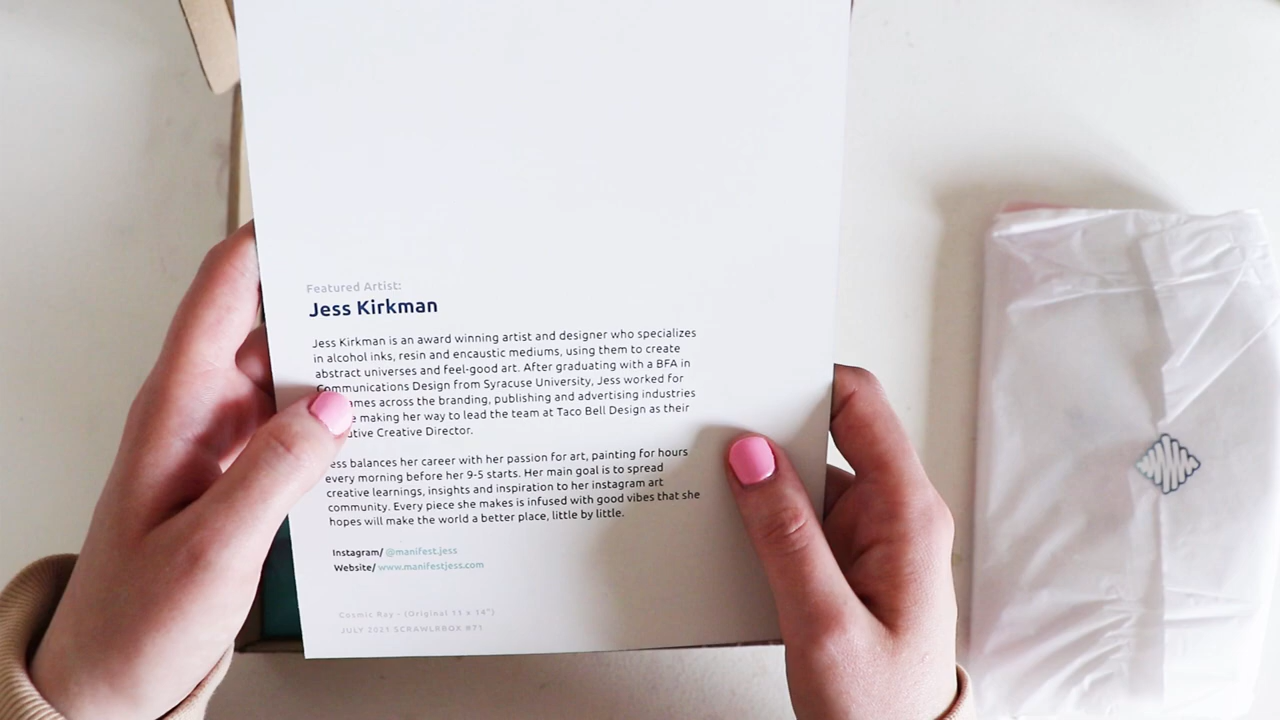 Featured Artist:
Jess Kirkman
Jess Kirkman is an award winning artist and designer who specializes
in alcohol inks, resin and encaustic mediums, using them to create
abstract universes and feel-good art. After graduating with a BFA in
Communications Design from Syracuse University, Jess worked for
across the branding, publishing and advertising industries
making her way to lead the team at Taco Bell Design as their
Creative Director.
Jess balances her career with her passion for art, painting for hours
every morning before her 9-5 starts. Her main goal is to spread
creative learnings, insights and inspiration to her instagram art
community. Every piece she makes is infused with good vibes that she
hopes will make the world a better place, little by little.
Instagram/ @manifest.jess
Website/ www.manifestjess.com
Cosmic Ray - (Original 11 x 14")
JULY 2021 SCRAWLRBOX #71